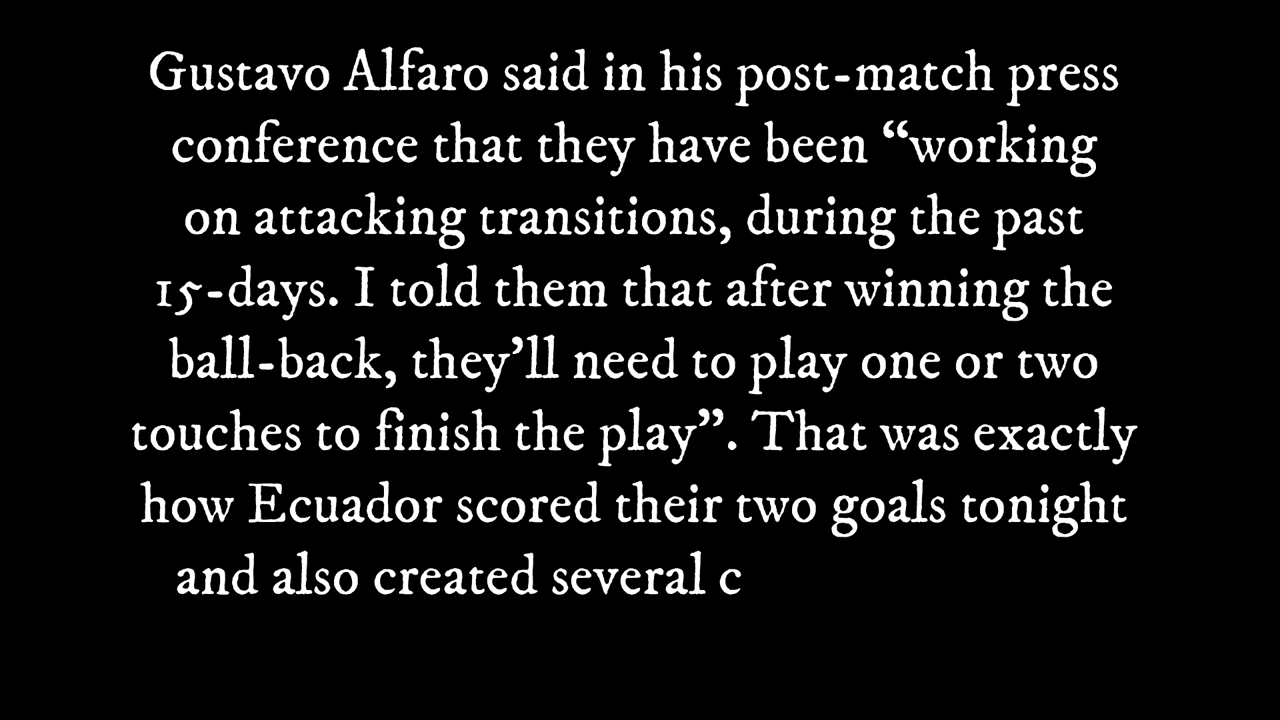 Gustavo Alfaro said in his post-match press
conference that they have been “working
on attacking transitions, during the past
15-days. I told them that after winning the
ball-back, they’ll need to play one or two
touches to finish the play”. That was exactly
how Ecuador scored their two goals tonight
and also created several c